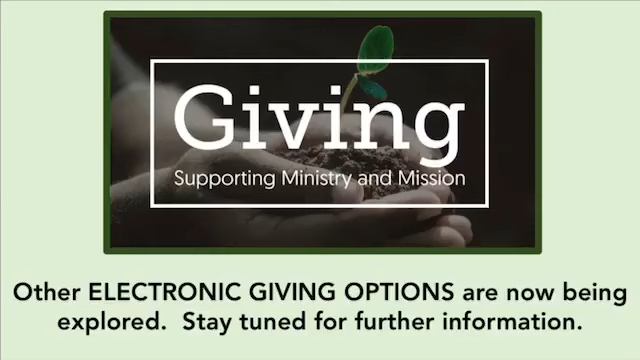 Giving
Supporting Ministry and Mission
Other ELECTRONIC GIVING OPTIONS are now being
explored. Stay tuned for further information.